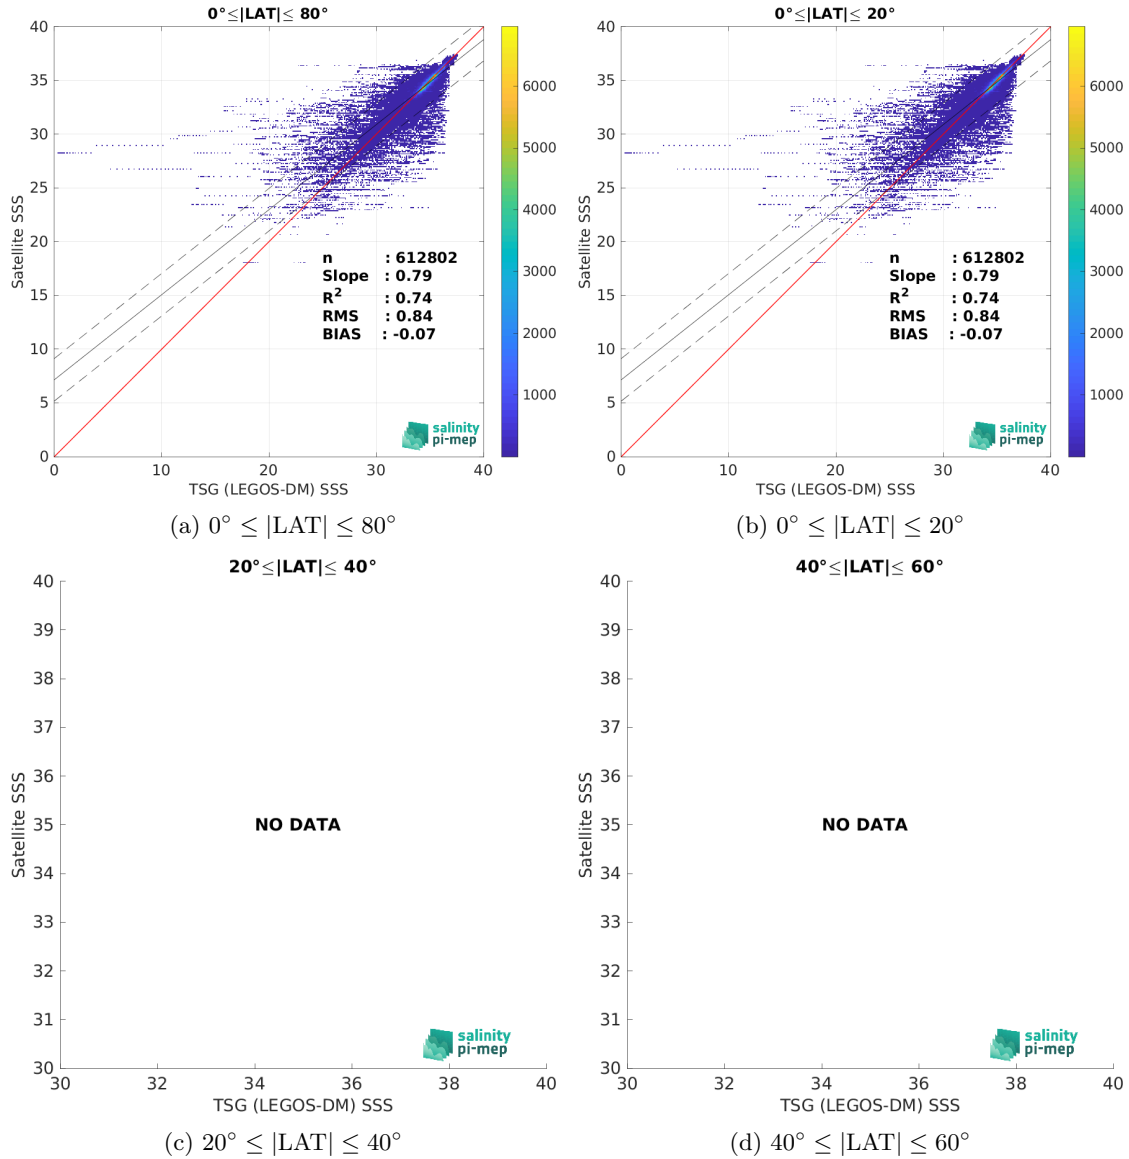 0°≤|LAT|≤ 80°
40
35
30
25
20
15
10
5
0
Satellite SSS
n : 612802
Slope : 0.79
R² : 0.74
RMS : 0.84
BIAS : -0.07
salinity
pi-mep
0 10 20 30 40
TSG (LEGOS-DM) SSS
6000
5000
4000
3000
2000
1000
(a) 0° ≤ |LAT| ≤ 80°
0°≤|LAT|≤ 20°
40
35
30
25
20
15
10
5
0
Satellite SSS
n : 612802
Slope : 0.79
R² : 0.74
RMS : 0.84
BIAS : -0.07
salinity
pi-mep
0 10 20 30 40
TSG (LEGOS-DM) SSS
6000
5000
4000
3000
2000
1000
(b) 0° ≤ |LAT| ≤ 20°
20°≤|LAT|≤ 40°
40
39
38
37
36
35
34
33
32
31
30
Satellite SSS
NO DATA
salinity
pi-mep
30 32 34 36 38 40
TSG (LEGOS-DM) SSS
(c) 20° ≤ |LAT| ≤ 40°
40°≤|LAT|≤ 60°
40
39
38
37
36
35
34
33
32
31
30
Satellite SSS
NO DATA
salinity
pi-mep
30 32 34 36 38 40
TSG (LEGOS-DM) SSS
(d) 40° ≤ |LAT| ≤ 60°